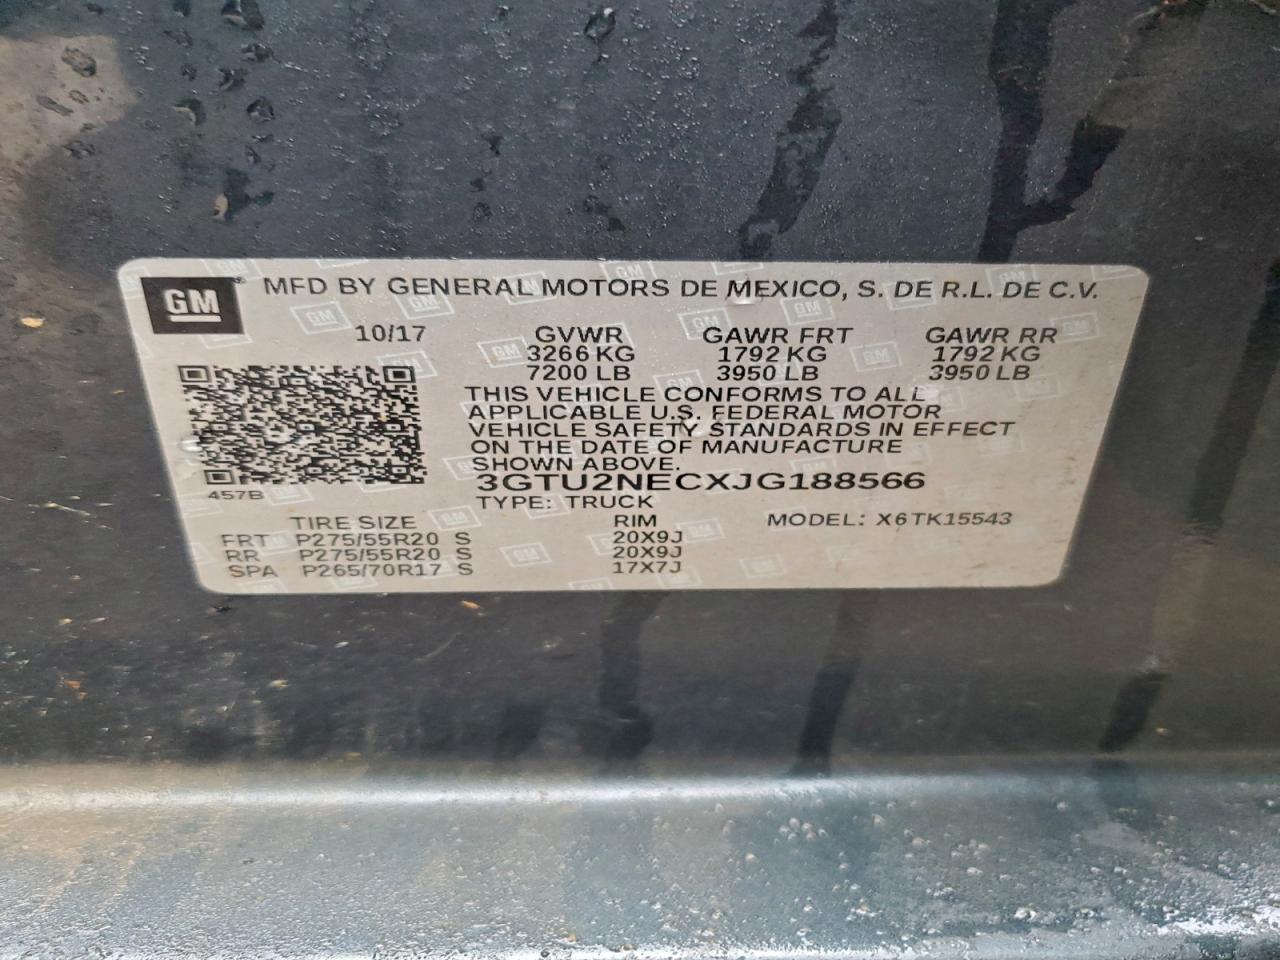 GM MFD BY GENERAL MOTORS DE MEXICO, S. DE R.L. DE C.V.
10/17 GVWR GAWR FRT GAWR RR
3266 KG 1792 KG 1792 KG
7200 LB 3950 LB 3950 LB
THIS VEHICLE CONFORMS TO ALL
APPLICABLE U.S. FEDERAL MOTOR
VEHICLE SAFETY STANDARDS IN EFFECT
ON THE DATE OF MANUFACTURE
SHOWN ABOVE.
3GTU2NECXJG188566
457B
TYPE: TRUCK
TIRE SIZE RIM MODEL: X6TK15543
FRT P275/55R20 S 20X9J
RR P275/55R20 S 20X9J
SPA P265/70R17 S 17X7J